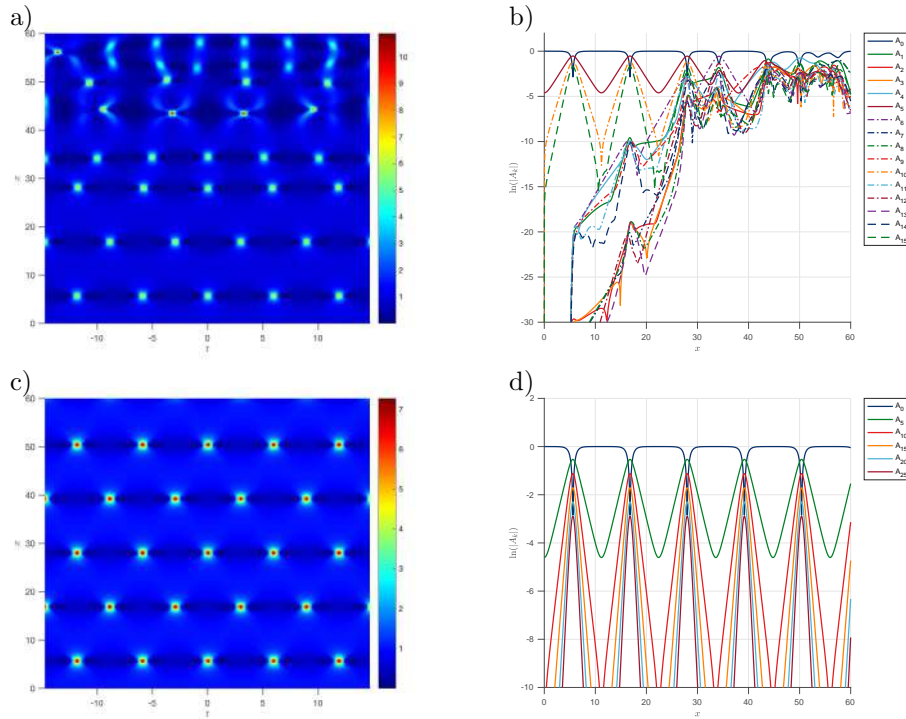 a)
60
50
40
30
20
10
0
z
-10
-5
0
5
10
τ
10
9
8
7
6
5
4
3
2
1
b)
0
-5
-10
-15
-20
-25
-30
ln(|A_k|)
0
10
20
30
40
50
60
x
A_0
A_1
A_2
A_3
A_4
A_5
A_6
A_7
A_8
A_9
A_10
A_11
A_12
A_13
A_14
A_15
c)
60
50
40
30
20
10
0
z
-10
-5
0
5
10
τ
7
6
5
4
3
2
1
d)
2
0
-2
-4
-6
-8
-10
ln(|A_k|)
0
10
20
30
40
50
60
x
A_0
A_5
A_10
A_15
A_20
A_25